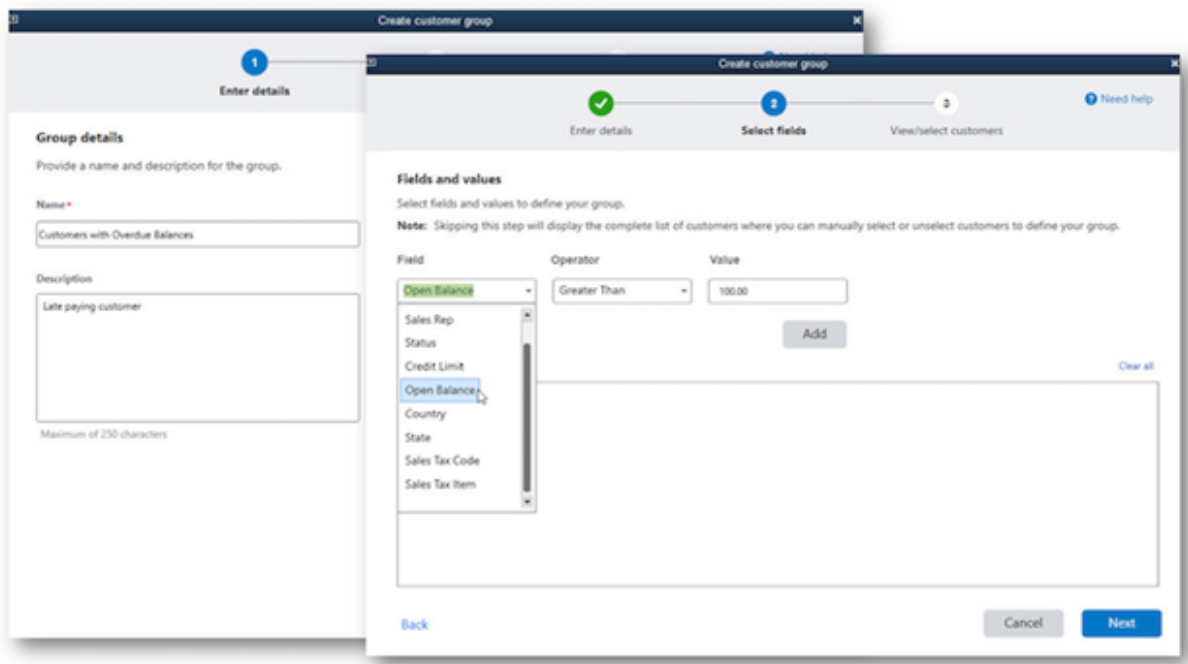 Create customer group
1
Enter details
Group details
Provide a name and description for the group.
Name•
Customers with Overdue Balances
Description
Late paying customer
Maximum of 250 characters
Create customer group
2
3
Need help
Enter details
Select fields
View/select customers
Fields and values
Select fields and values to define your group.
Note: Skipping this step will display the complete list of customers where you can manually select or unselect customers to define your group.
Field Operator Value
Open Balance Greater Than 100.00
Sales Rep
Status
Credit Limit
Open Balance
Country
State
Sales Tax Code
Sales Tax Item
Add
Clear all
Back
Cancel
Next